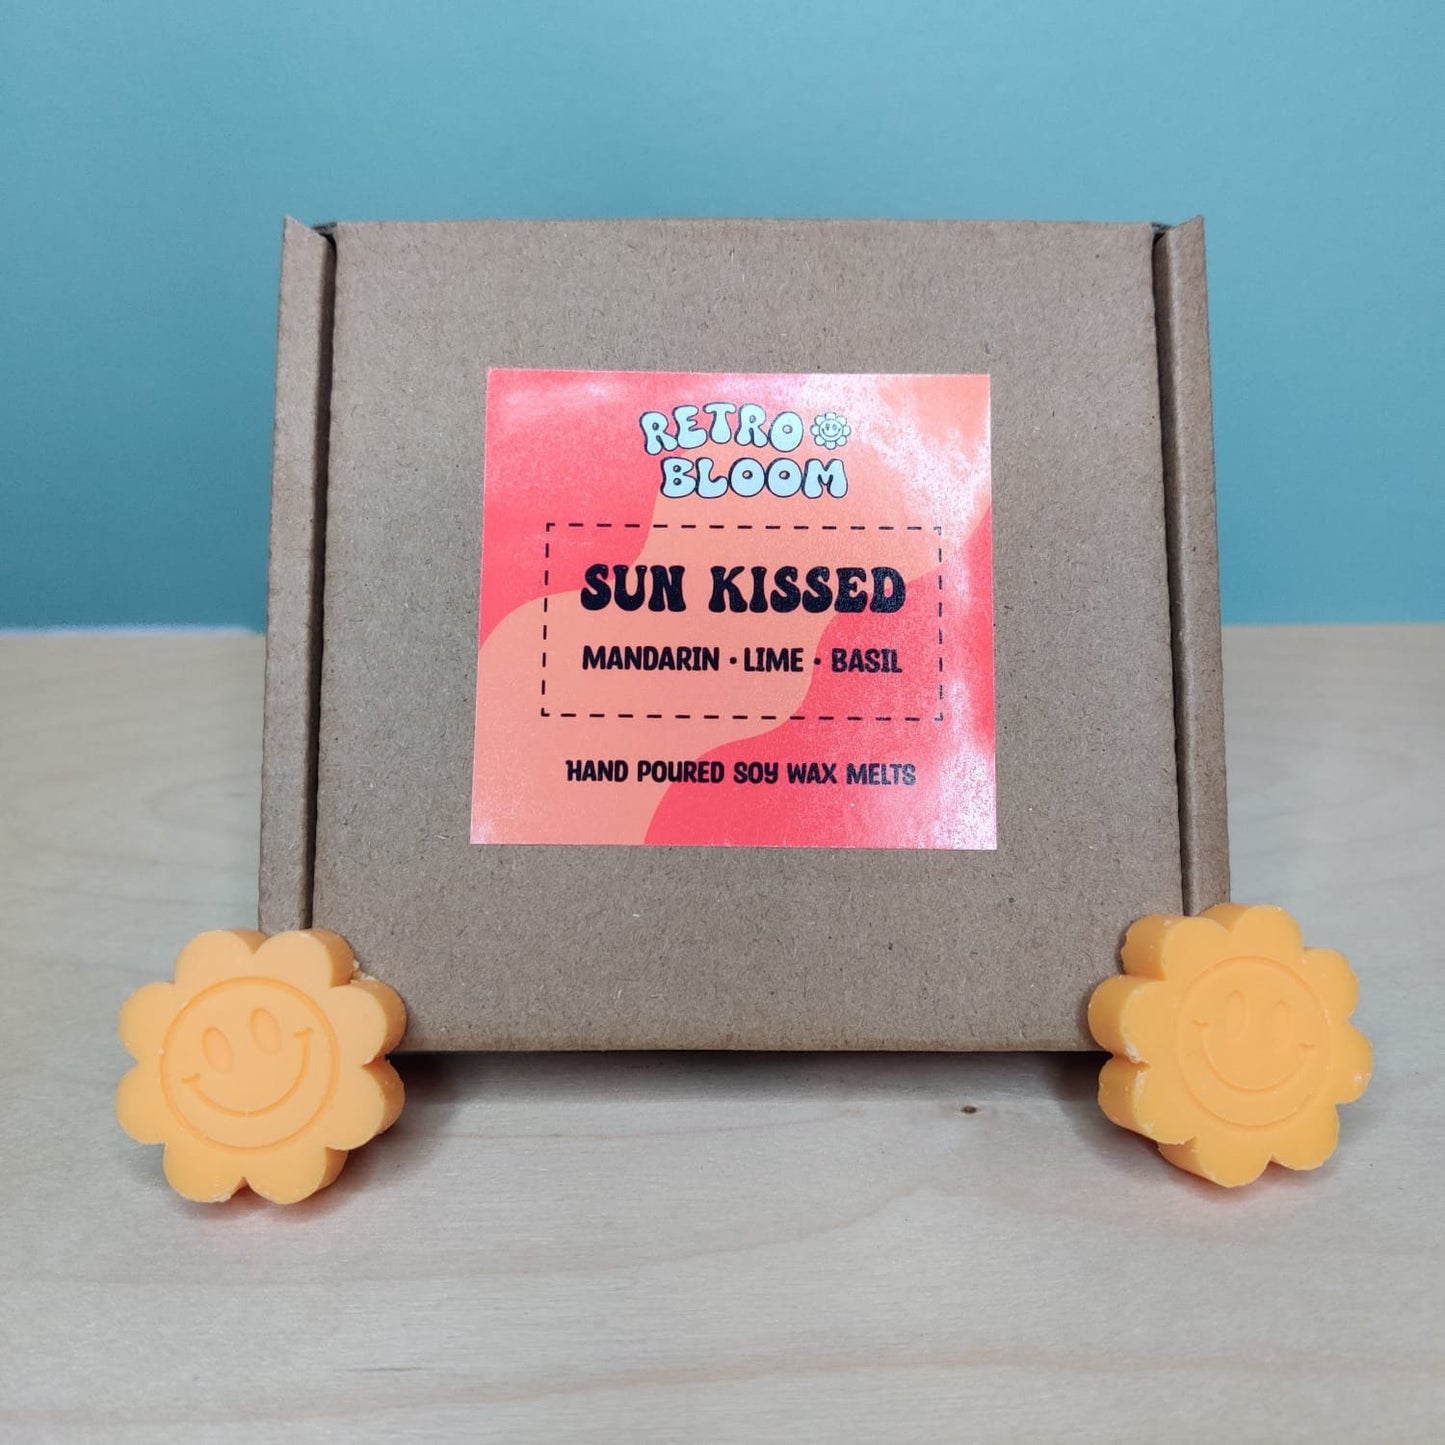 RETRO
BLOOM
SUN KISSED
MANDARIN • LIME • BASIL
HAND POURED SOY WAX MELTS